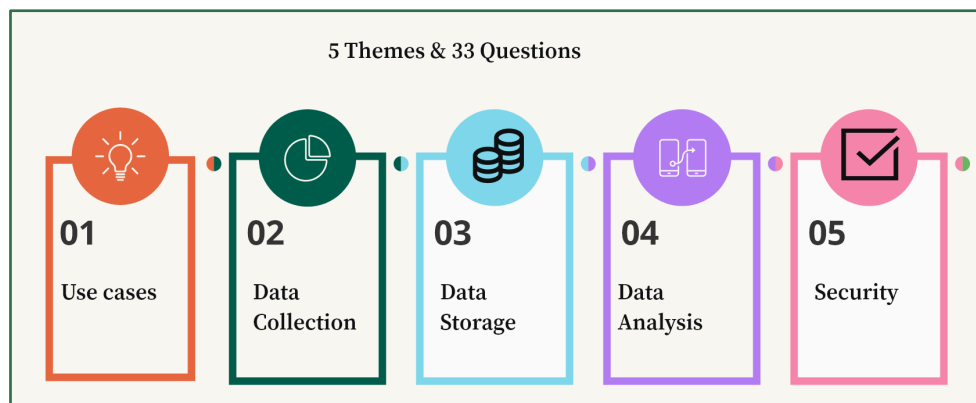 5 Themes & 33 Questions
01
Use cases
02
Data
Collection
03
Data
Storage
04
Data
Analysis
05
Security